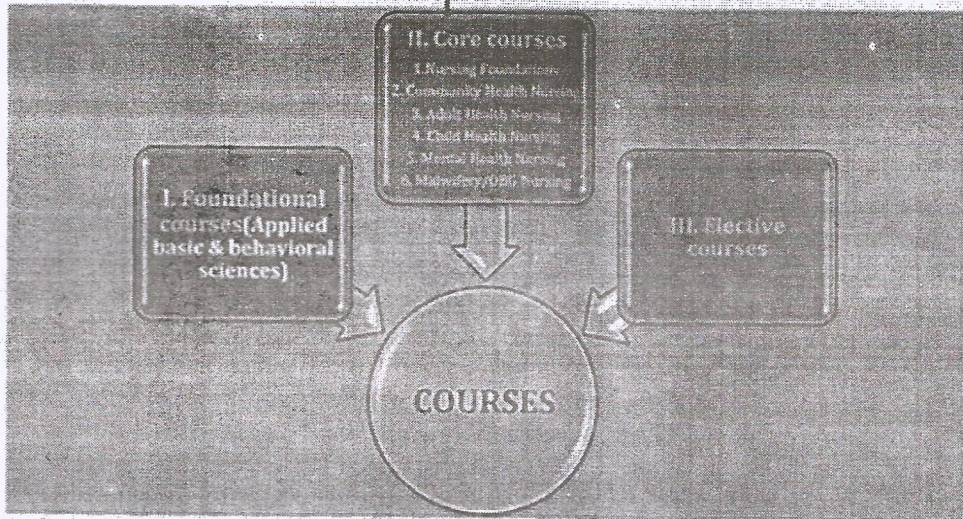 II. Core courses
1. Nursing Foundations
2. Community Health Nursing
3. Adult Health Nursing
4. Child Health Nursing
5. Mental Health Nursing
6. Midwifery/OBG Nursing
I. Foundational
courses(Applied
basic & behavioral
sciences)
III. Elective
courses
COURSES